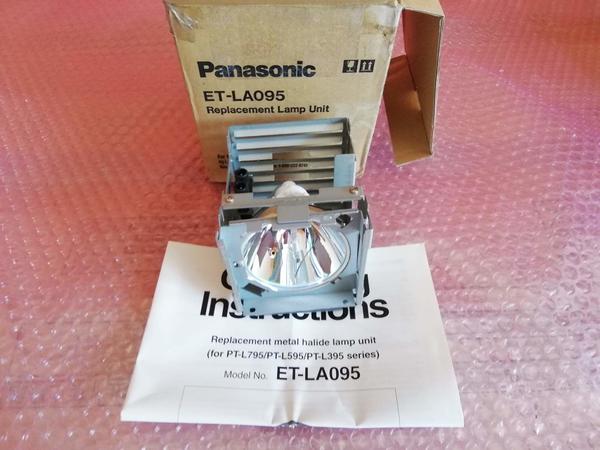 Panasonic
ET-LA095
Replacement Lamp Unit
Instructions
Replacement metal halide lamp unit
(for PT-L795/PT-L595/PT-L395 series)
Model No. ET-LA095